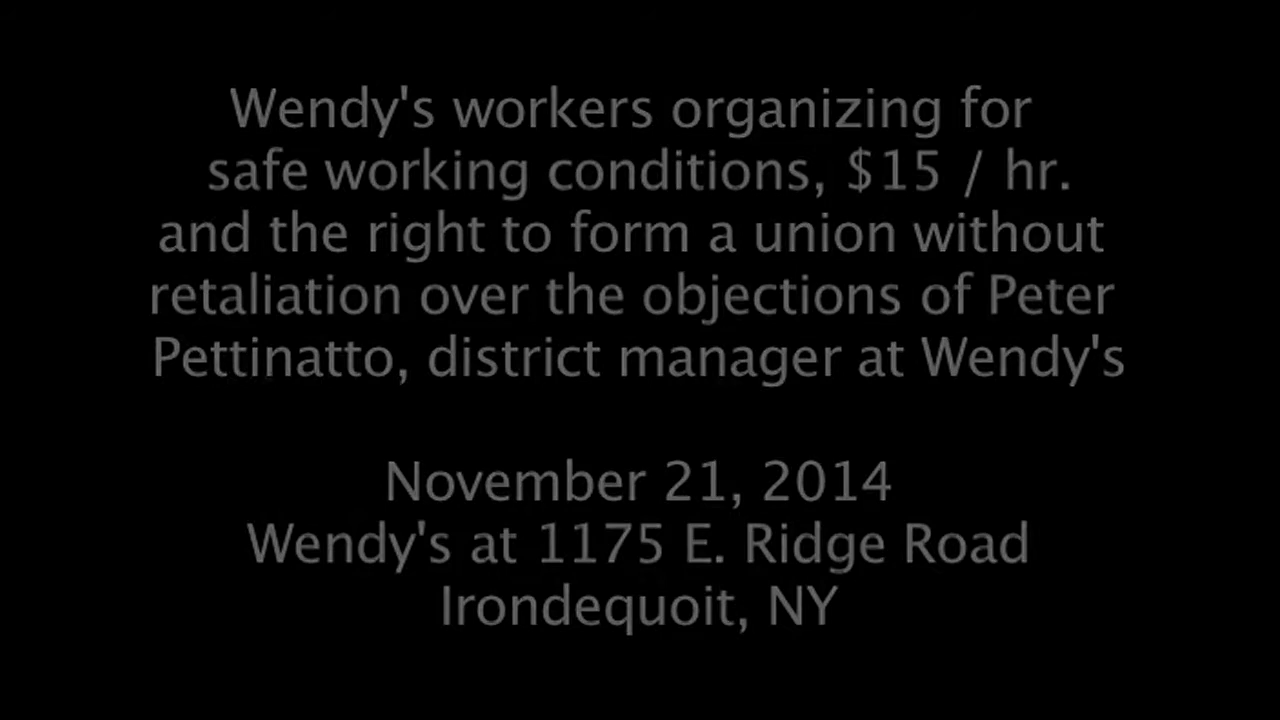 Wendy's workers organizing for
safe working conditions, $15 / hr.
and the right to form a union without
retaliation over the objections of Peter
Pettinatto, district manager at Wendy's
November 21, 2014
Wendy's at 1175 E. Ridge Road
Irondequoit, NY